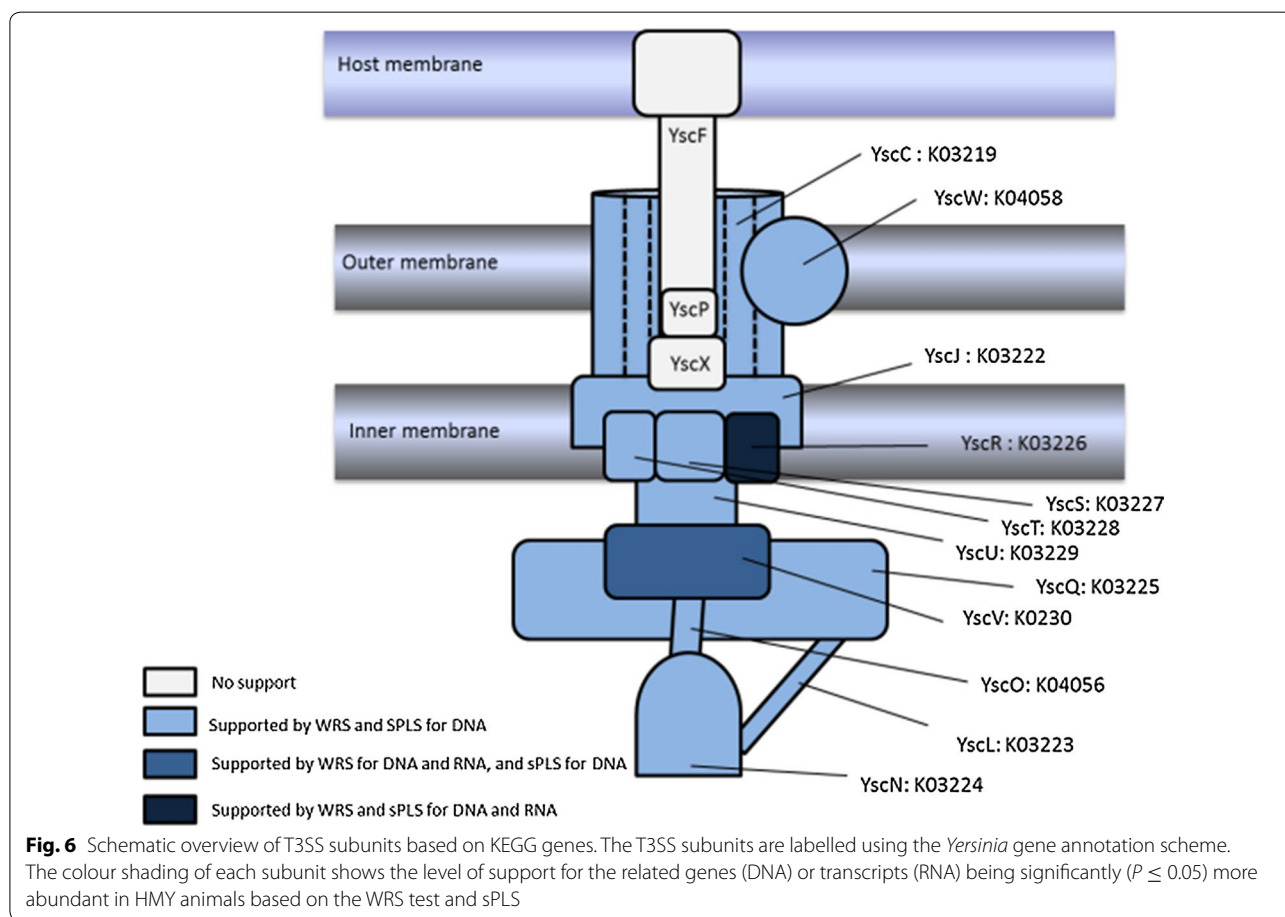 Host membrane
YscF
YscC : K03219
YscW: K04058
Outer membrane
YscP
YscX
YscJ : K03222
Inner membrane
YscR : K03226
YscS: K03227
YscT: K03228
YscU: K03229
YscQ: K03225
YscV: K0230
YscO: K04056
YscL: K03223
YscN: K03224
No support
Supported by WRS and SPLS for DNA
Supported by WRS for DNA and RNA, and sPLS for DNA
Supported by WRS and sPLS for DNA and RNA
Fig. 6 Schematic overview of T3SS subunits based on KEGG genes. The T3SS subunits are labelled using the Yersinia gene annotation scheme.
The colour shading of each subunit shows the level of support for the related genes (DNA) or transcripts (RNA) being significantly (P ≤ 0.05) more
abundant in HMY animals based on the WRS test and sPLS